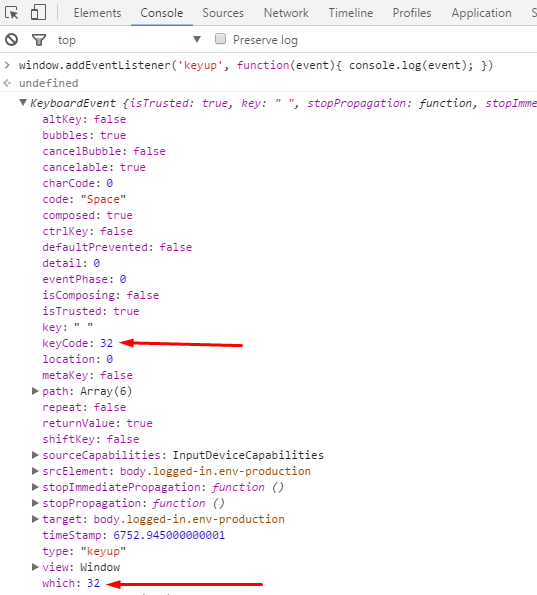 Elements Console Sources Network Timeline Profiles Applica
top Preserve log
> window.addEventListener('keyup', function(event){ console.log(event); })
undefined
KeyboardEvent {isTrusted: true, key: " ", stopPropagation: function, stopImme
altKey: false
bubbles: true
cancelBubble: false
cancelable: true
charCode: 0
code: "Space"
composed: true
ctrlKey: false
defaultPrevented: false
detail: 0
eventPhase: 0
isComposing: false
isTrusted: true
key: " "
keyCode: 32
location: 0
metaKey: false
path: Array(6)
repeat: false
returnValue: true
shiftKey: false
sourceCapabilities: InputDeviceCapabilities
srcElement: body.logged-in.env-production
stopImmediatePropagation: function ()
stopPropagation: function ()
target: body.logged-in.env-production
timeStamp: 6752.945000000001
type: "keyup"
view: Window
which: 32